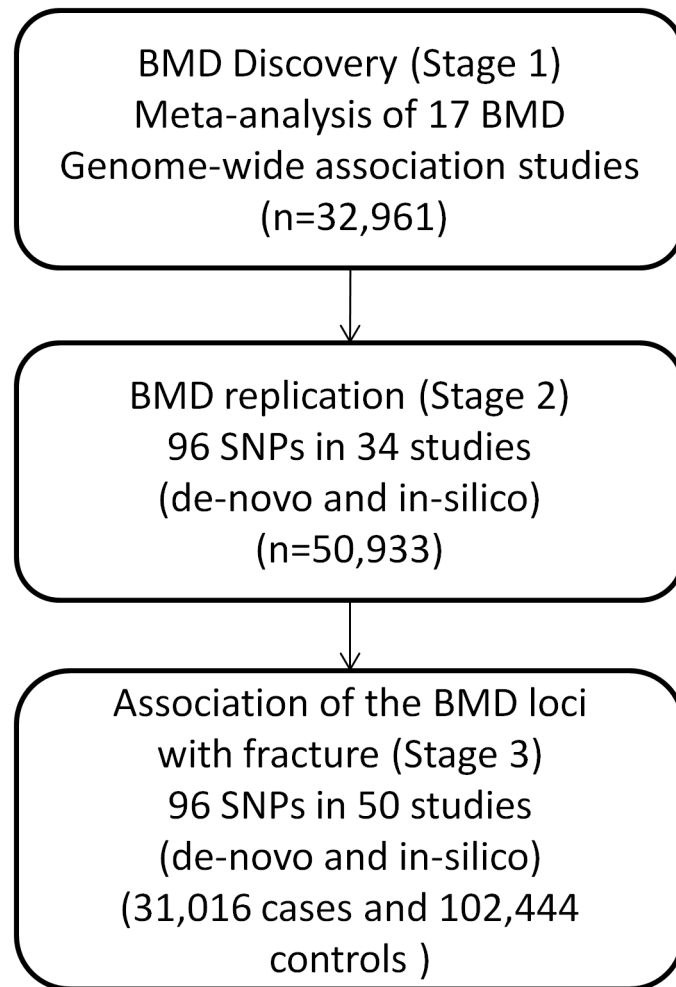 BMD Discovery (Stage 1)
Meta-analysis of 17 BMD
Genome-wide association studies
(n=32,961)
BMD replication (Stage 2)
96 SNPs in 34 studies
(de-novo and in-silico)
(n=50,933)
Association of the BMD loci
with fracture (Stage 3)
96 SNPs in 50 studies
(de-novo and in-silico)
(31,016 cases and 102,444
controls )